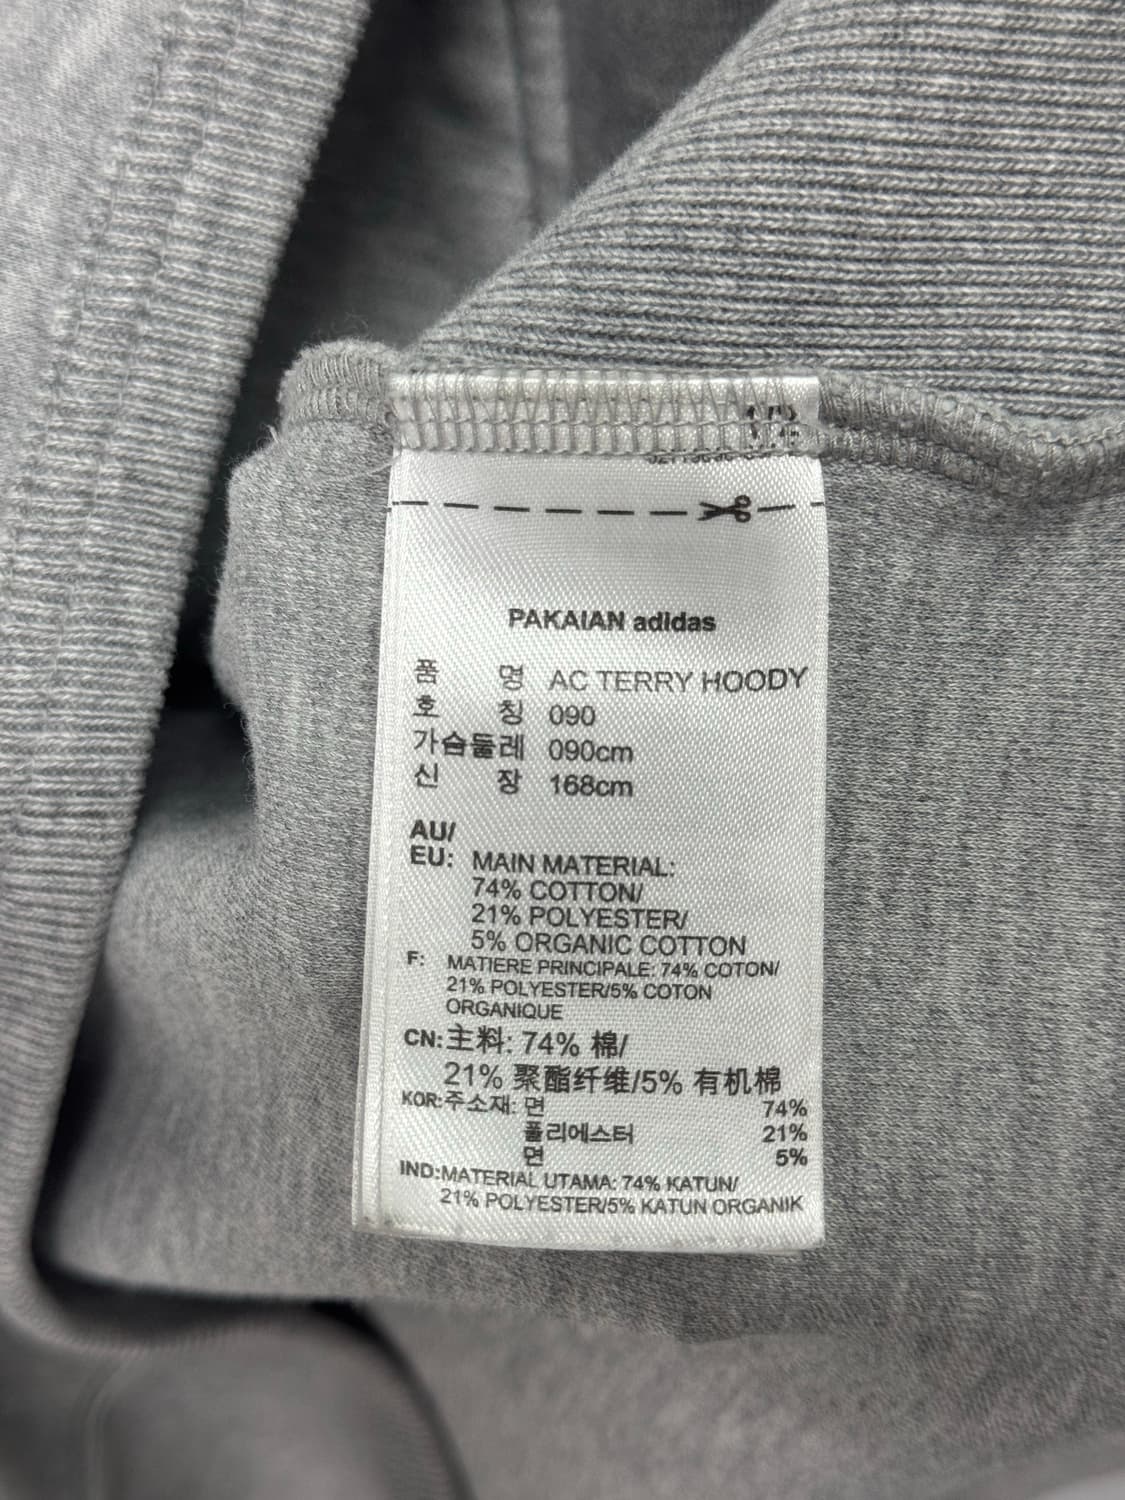 PAKAIAN adidas
품 명 AC TERRY HOODY
호 칭 090
가슴둘레 090cm
신 장 168cm
AU/
EU: MAIN MATERIAL:
74% COTTON/
21% POLYESTER/
5% ORGANIC COTTON
F: MATIERE PRINCIPALE: 74% COTON/
21% POLYESTER/5% COTON
ORGANIQUE
CN: 主料: 74% 棉/
21% 聚酯纤维/5% 有机棉
KOR: 주소재: 면 74%
폴리에스터 21%
면 5%
IND: MATERIAL UTAMA: 74% KATUN/
21% POLYESTER/5% KATUN ORGANIK